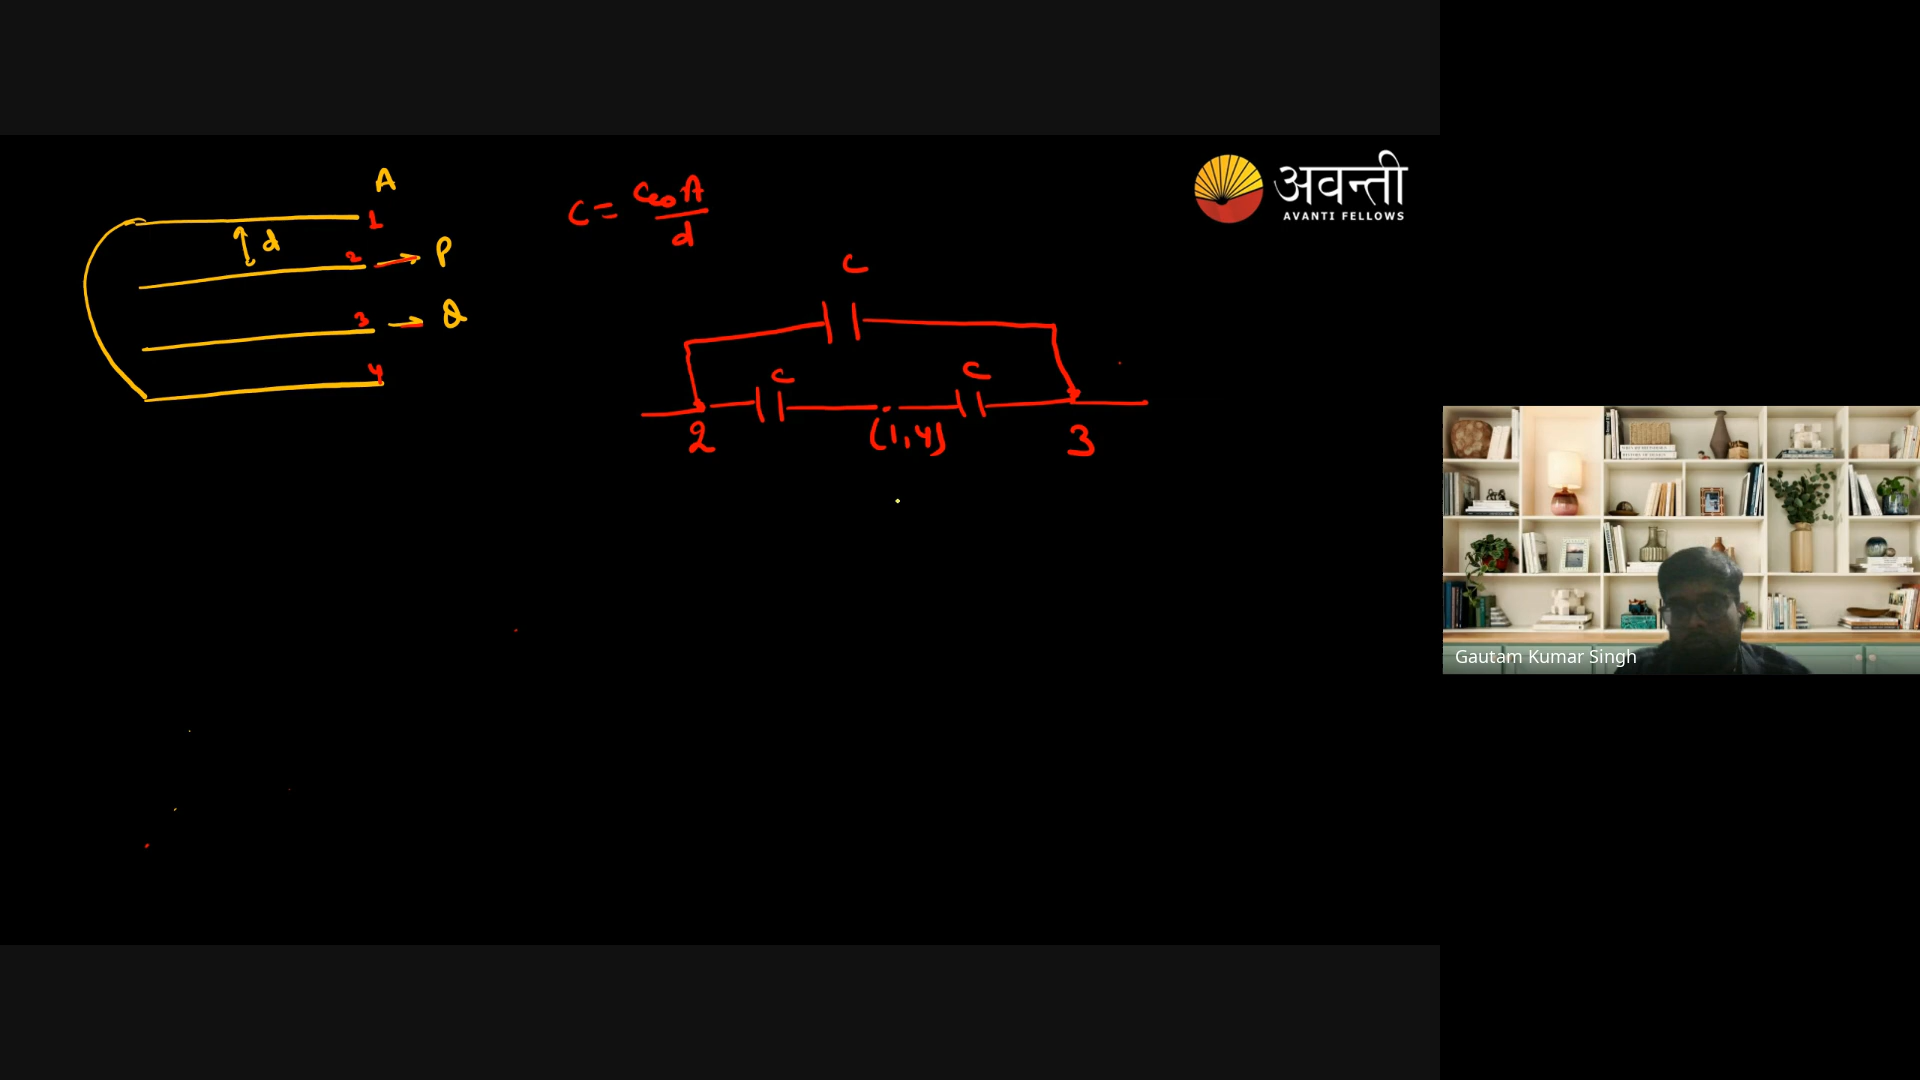 A
1
d
2
P
3
Q
4
C = ε₀A
d
C
C
C
2
(1,4)
3
अवन्ती
AVANTI FELLOWS
Gautam Kumar Singh